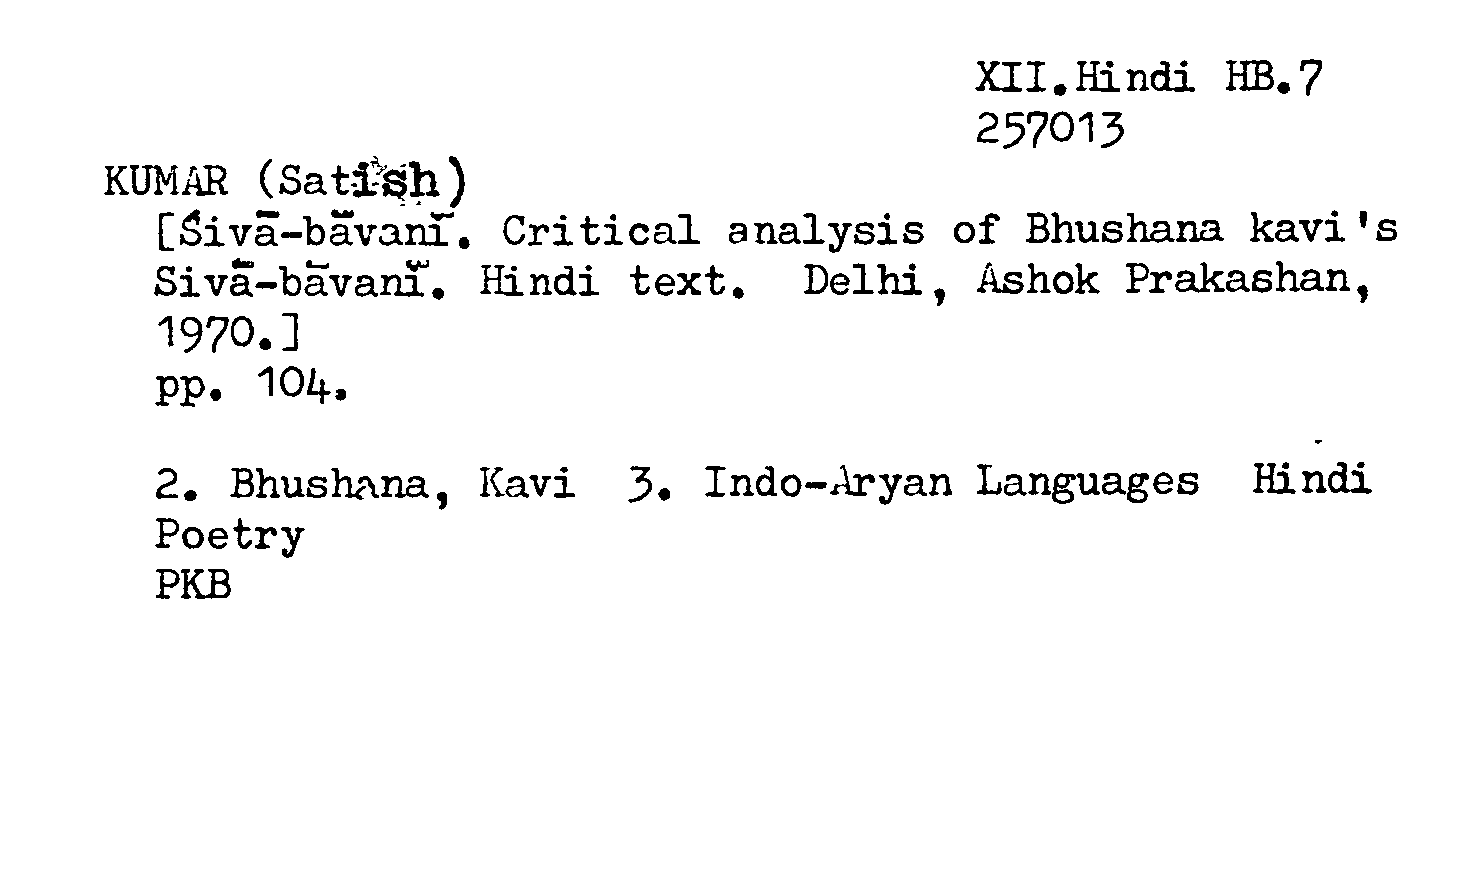 XII.Hindi HB.7
257013
KUMAR (Satish)
[Śivā-bāvanī. Critical analysis of Bhushana kavi's
Sivā-bāvanī. Hindi text. Delhi, Ashok Prakashan,
1970.]
pp. 104.
2. Bhushana, Kavi 3. Indo-Aryan Languages Hindi
Poetry
PKB